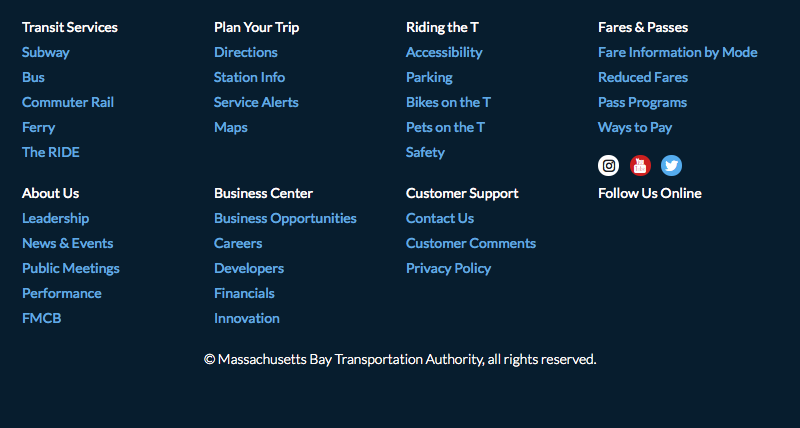 Transit Services
Subway
Bus
Commuter Rail
Ferry
The RIDE
Plan Your Trip
Directions
Station Info
Service Alerts
Maps
Riding the T
Accessibility
Parking
Bikes on the T
Pets on the T
Safety
Fares & Passes
Fare Information by Mode
Reduced Fares
Pass Programs
Ways to Pay
About Us
Leadership
News & Events
Public Meetings
Performance
FMCB
Business Center
Business Opportunities
Careers
Developers
Financials
Innovation
Customer Support
Contact Us
Customer Comments
Privacy Policy
Follow Us Online
© Massachusetts Bay Transportation Authority, all rights reserved.